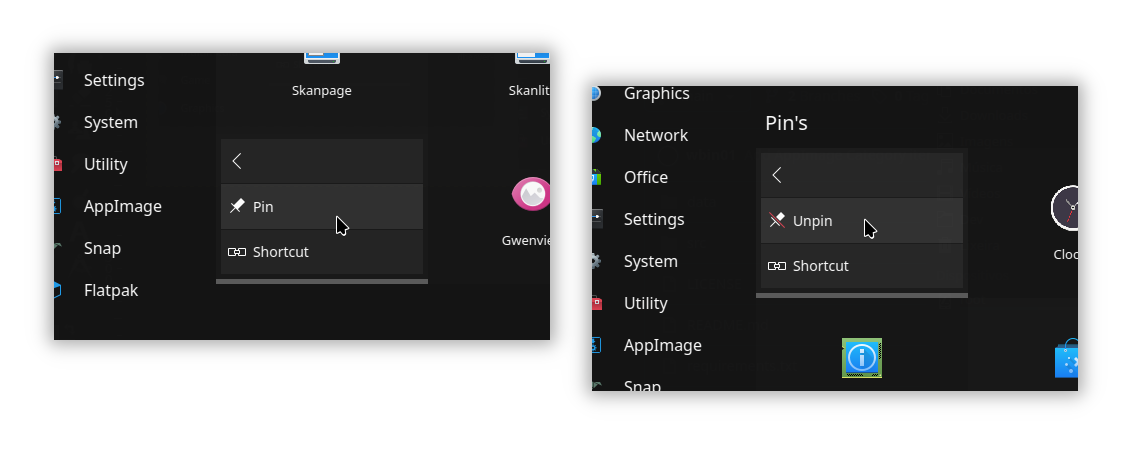 Settings
System
Utility
AppImage
Snap
Flatpak
Skanpage
Skanlit
Pin
Shortcut
Gwenvie
Graphics
Network
Office
Settings
System
Utility
AppImage
Snap
Pin's
Unpin
Shortcut
Cloc